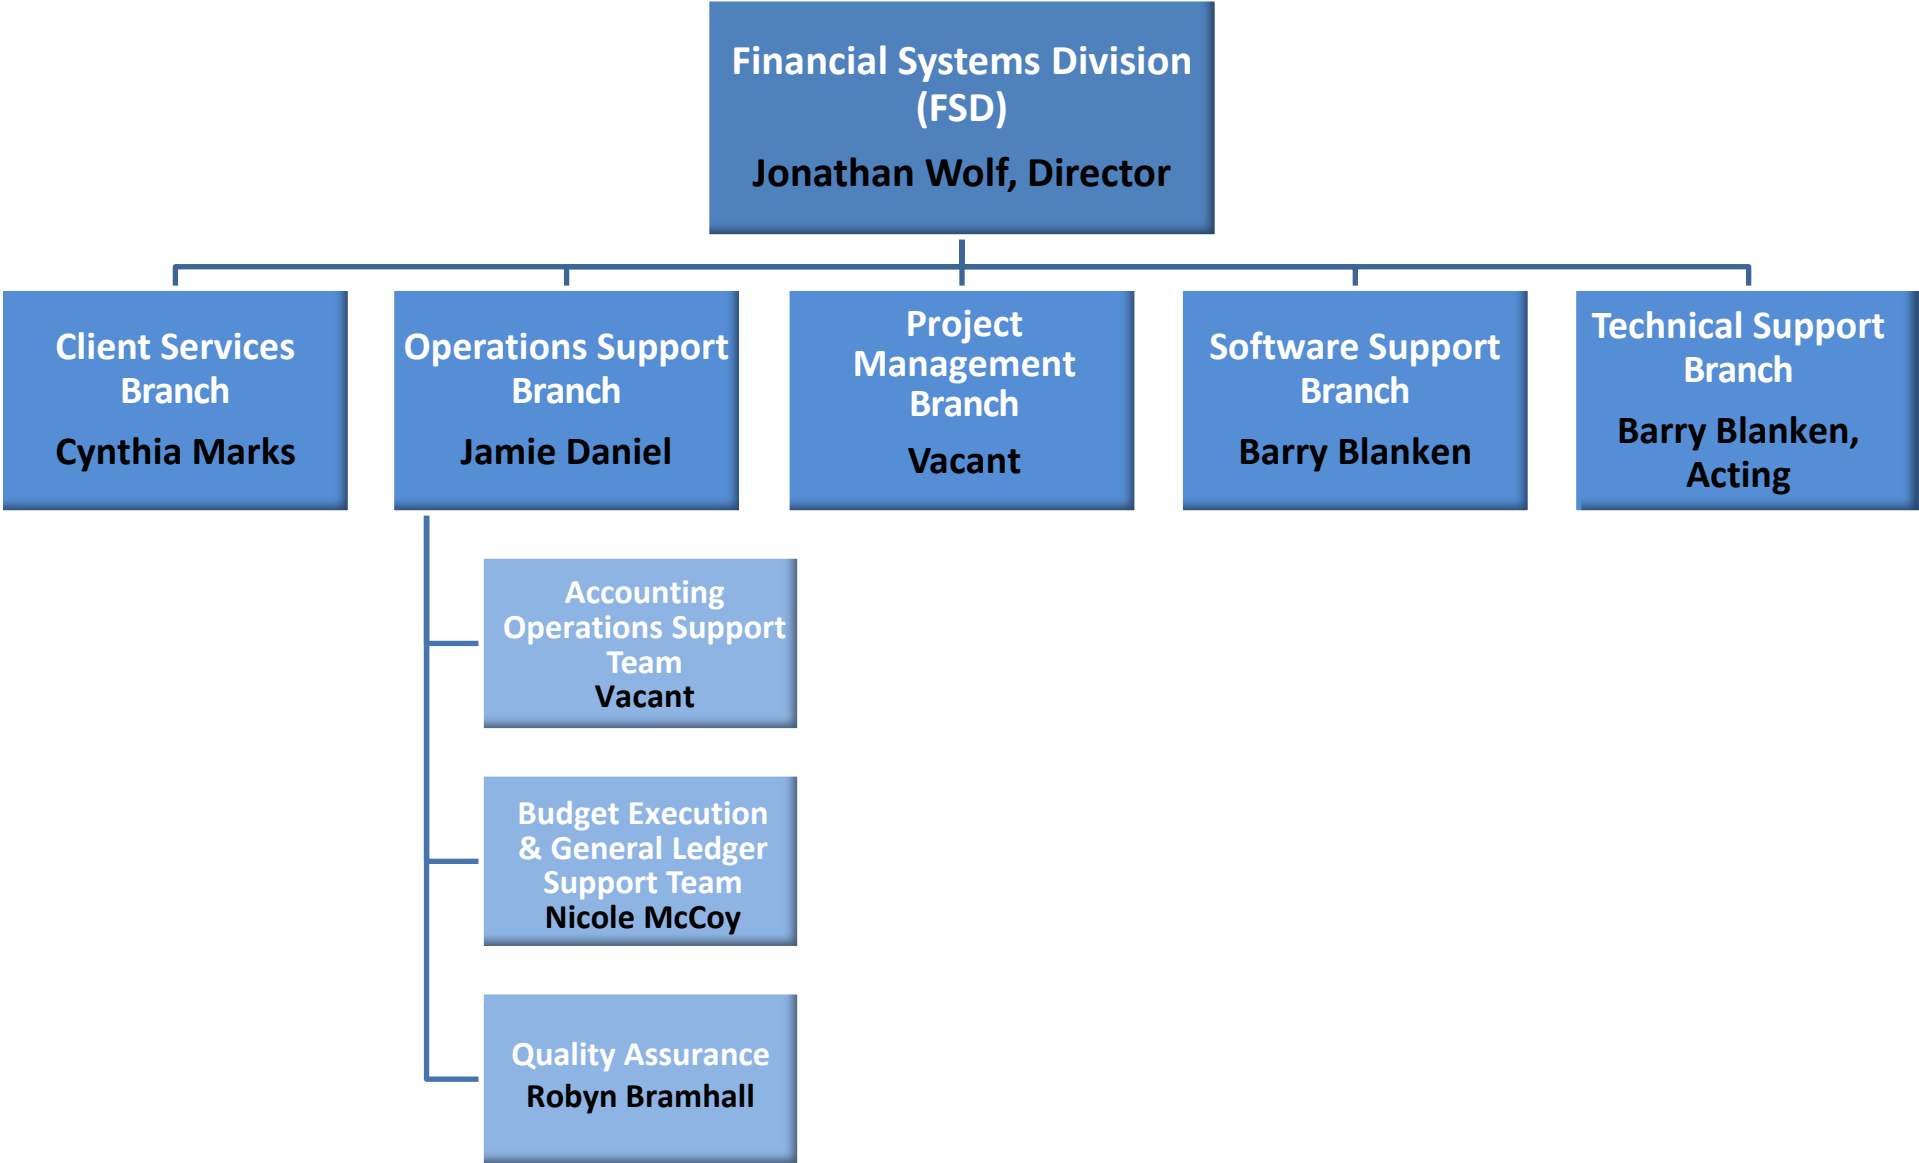 Financial Systems Division
(FSD)
Jonathan Wolf, Director
Client Services
Branch
Cynthia Marks
Operations Support
Branch
Jamie Daniel
Project
Management
Branch
Vacant
Software Support
Branch
Barry Blanken
Technical Support
Branch
Barry Blanken,
Acting
Accounting
Operations Support
Team
Vacant
Budget Execution
& General Ledger
Support Team
Nicole McCoy
Quality Assurance
Robyn Bramhall